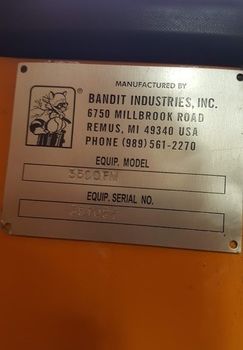 MANUFACTURED BY
BANDIT INDUSTRIES, INC.
6750 MILLBROOK ROAD
REMUS, MI 49340 USA
PHONE (989) 561-2270
EQUIP. MODEL
EQUIP. SERIAL NO.